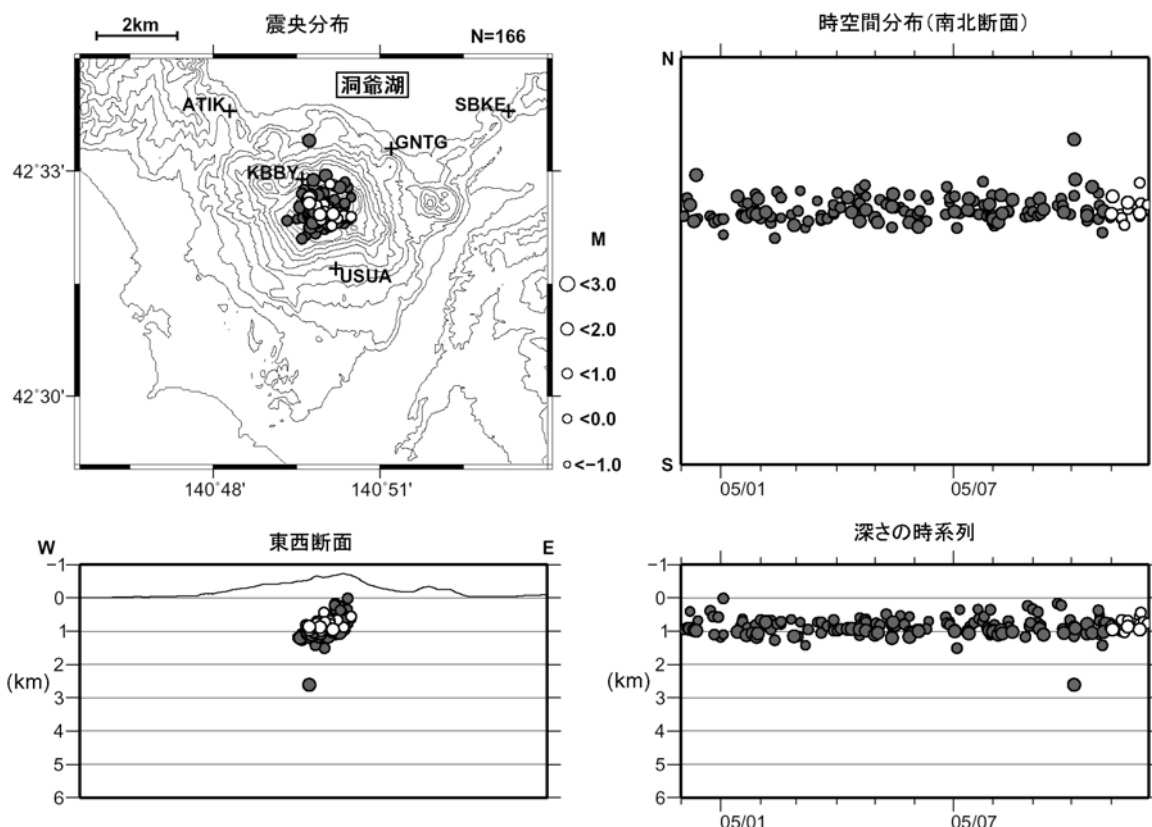 2km
震央分布
N=166
洞爺湖
ATIK
SBKE
GNTG
42°33'
KBBY
USUA
42°30'
140°48'
140°51'
M
<3.0
<2.0
<1.0
<0.0
<-1.0
時空間分布(南北断面)
N
S
05/01
05/07
東西断面
W
E
-1
0
1
2
3
4
5
6
(km)
深さの時系列
-1
0
1
2
3
4
5
6
(km)
05/01
05/07